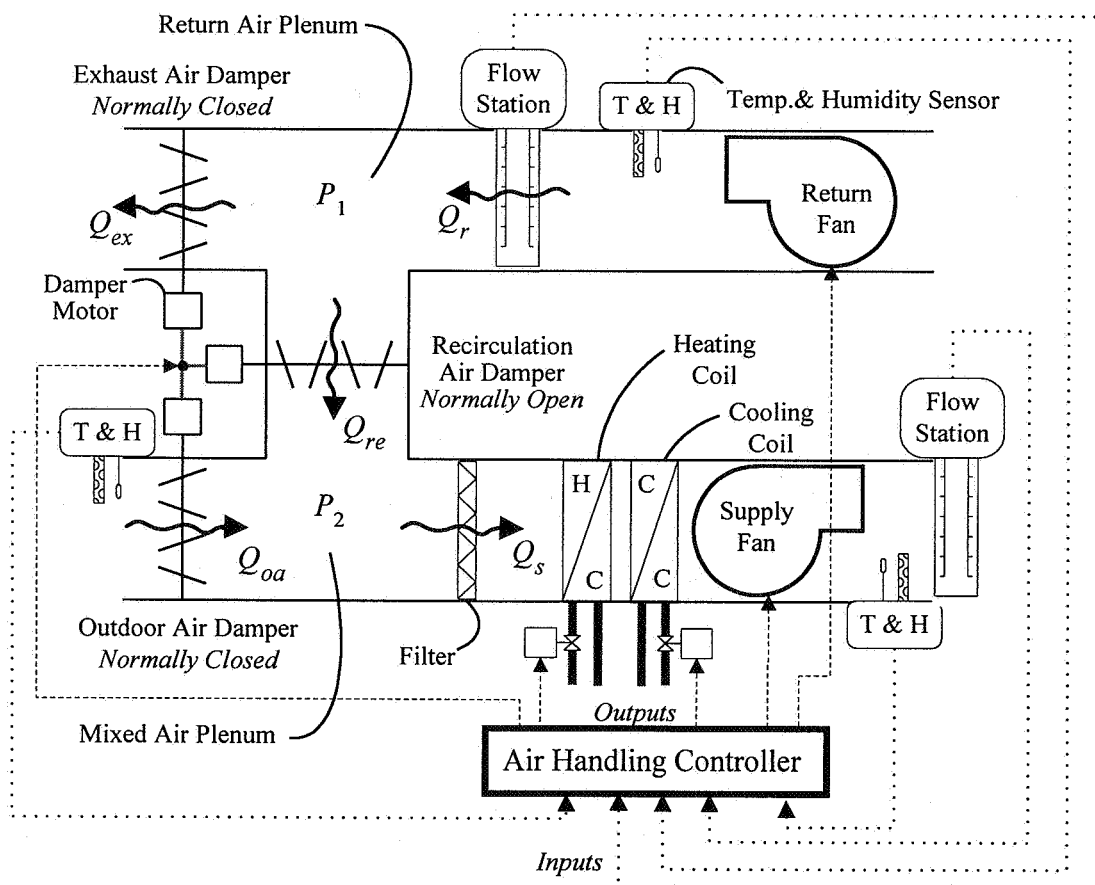 Return Air Plenum
Exhaust Air Damper
Normally Closed
Flow
Station
T & H
Temp.& Humidity Sensor
P1
Qex
Qr
Return
Fan
Damper
Motor
Recirculation
Air Damper
Normally Open
Heating
Coil
Cooling
Coil
Flow
Station
T & H
Qre
H
C
C
C
P2
Qoa
Qs
Supply
Fan
T & H
Outdoor Air Damper
Normally Closed
Filter
Mixed Air Plenum
Outputs
Air Handling Controller
Inputs